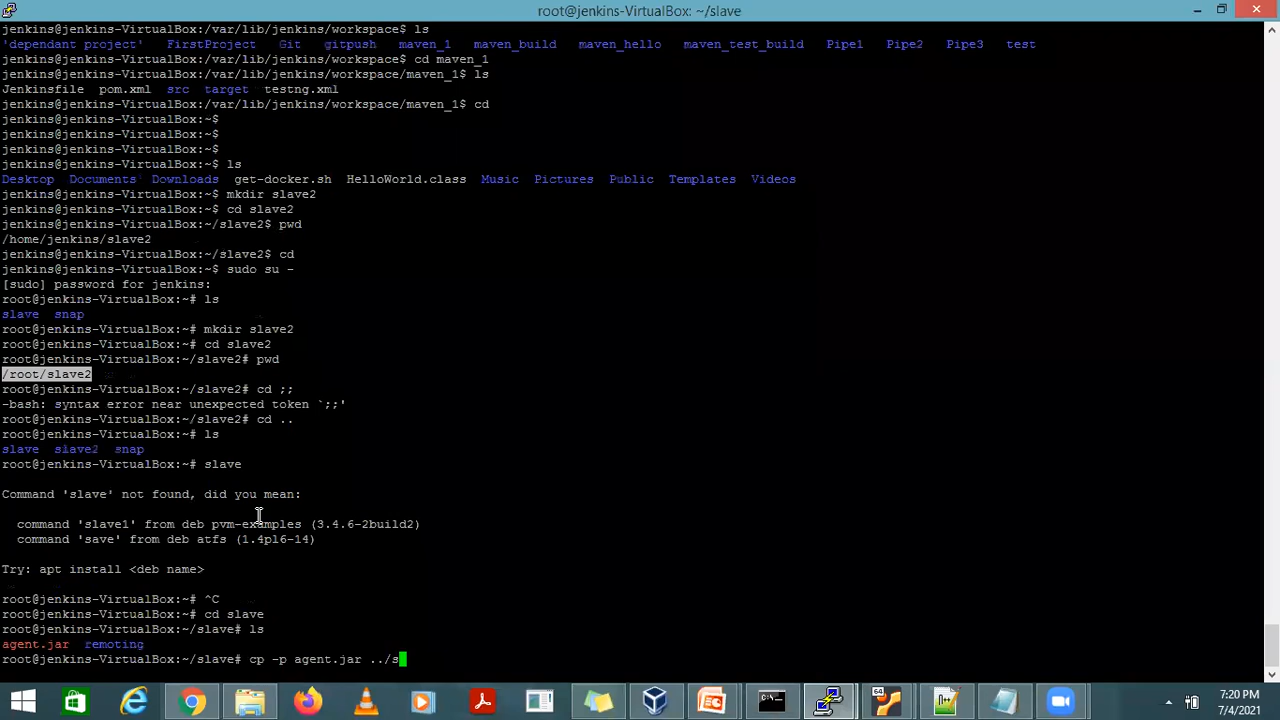 root@jenkins-VirtualBox: ~/slave
jenkins@jenkins-VirtualBox:/var/lib/jenkins/workspace$ ls
'dependant project' FirstProject Git gitpush maven_1 maven_build maven_hello maven_test_build Pipe1 Pipe2 Pipe3 test
jenkins@jenkins-VirtualBox:/var/lib/jenkins/workspace$ cd maven_1
jenkins@jenkins-VirtualBox:/var/lib/jenkins/workspace/maven_1$ ls
Jenkinsfile pom.xml src target testng.xml
jenkins@jenkins-VirtualBox:/var/lib/jenkins/workspace/maven_1$ cd
jenkins@jenkins-VirtualBox:~$
jenkins@jenkins-VirtualBox:~$
jenkins@jenkins-VirtualBox:~$
jenkins@jenkins-VirtualBox:~$ ls
Desktop Documents Downloads get-docker.sh HelloWorld.class Music Pictures Public Templates Videos
jenkins@jenkins-VirtualBox:~$ mkdir slave2
jenkins@jenkins-VirtualBox:~$ cd slave2
jenkins@jenkins-VirtualBox:~/slave2$ pwd
/home/jenkins/slave2
jenkins@jenkins-VirtualBox:~/slave2$ cd
jenkins@jenkins-VirtualBox:~$ sudo su -
[sudo] password for jenkins:
root@jenkins-VirtualBox:~# ls
slave snap
root@jenkins-VirtualBox:~# mkdir slave2
root@jenkins-VirtualBox:~# cd slave2
root@jenkins-VirtualBox:~/slave2# pwd
/root/slave2
root@jenkins-VirtualBox:~/slave2# cd ;;
-bash: syntax error near unexpected token `;;'
root@jenkins-VirtualBox:~/slave2# cd ..
root@jenkins-VirtualBox:~# ls
slave slave2 snap
root@jenkins-VirtualBox:~# slave
Command 'slave' not found, did you mean:
command 'slave1' from deb pvm-examples (3.4.6-2build2)
command 'save' from deb atfs (1.4pl6-14)
Try: apt install <deb name>
root@jenkins-VirtualBox:~# ^C
root@jenkins-VirtualBox:~# cd slave
root@jenkins-VirtualBox:~/slave# ls
agent.jar remoting
root@jenkins-VirtualBox:~/slave# cp -p agent.jar ../s
7:20 PM
7/4/2021